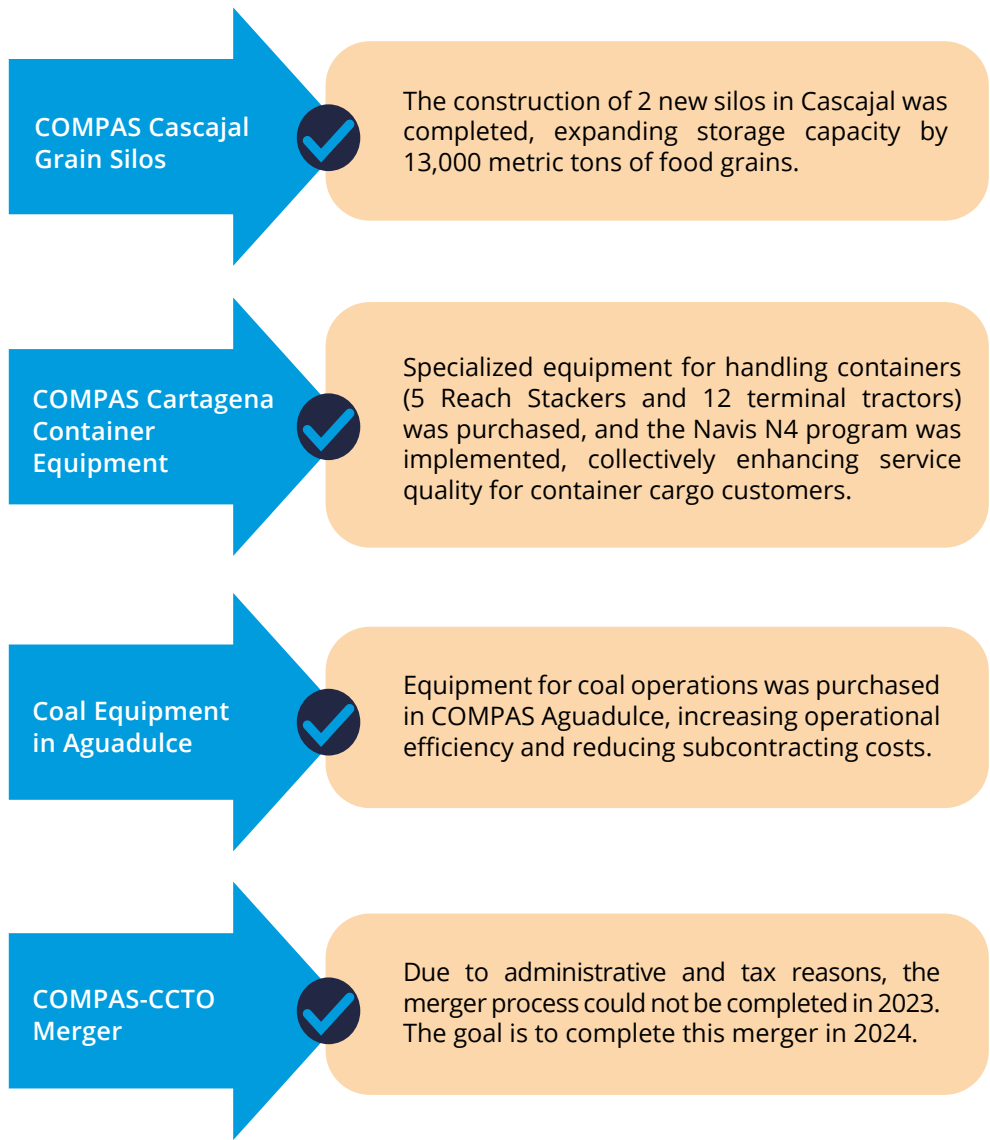 COMPAS Cascajal
Grain Silos
The construction of 2 new silos in Cascajal was
completed, expanding storage capacity by
13,000 metric tons of food grains.
COMPAS Cartagena
Container
Equipment
Specialized equipment for handling containers
(5 Reach Stackers and 12 terminal tractors)
was purchased, and the Navis N4 program was
implemented, collectively enhancing service
quality for container cargo customers.
Coal Equipment
in Aguadulce
Equipment for coal operations was purchased
in COMPAS Aguadulce, increasing operational
efficiency and reducing subcontracting costs.
COMPAS-CCTO
Merger
Due to administrative and tax reasons, the
merger process could not be completed in 2023.
The goal is to complete this merger in 2024.